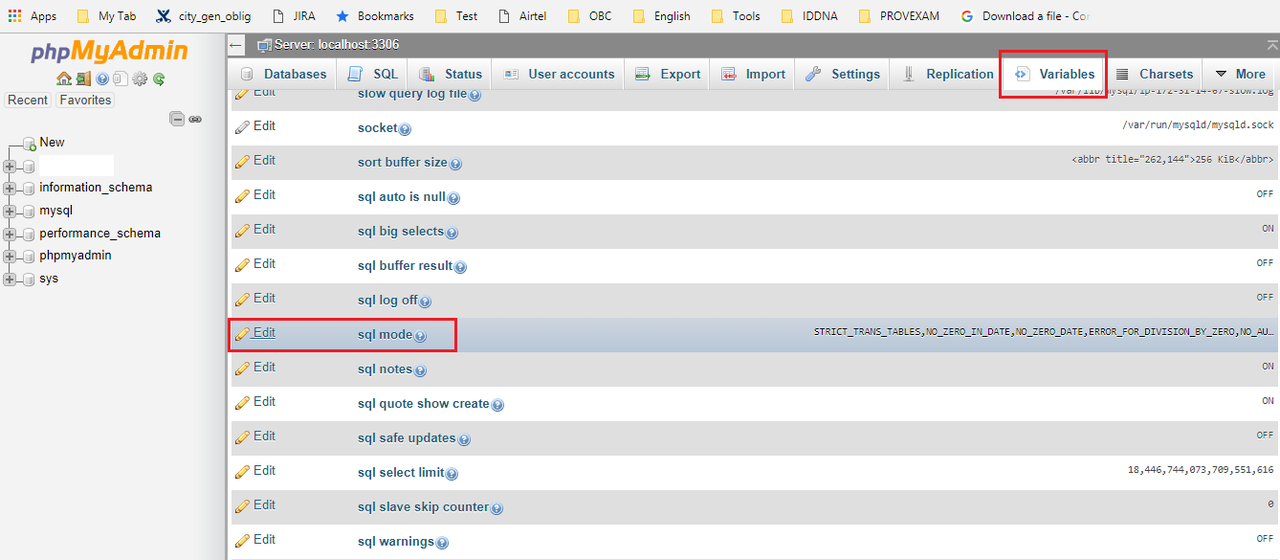 Apps My Tab city_gen_oblig JIRA Bookmarks Test Airtel OBC English Tools IDDNA PROVEXAM Download a file - Cor
phpMyAdmin
Recent Favorites
New
information_schema
mysql
performance_schema
phpmyadmin
sys
Server: localhost:3306
Databases SQL Status User accounts Export Import Settings Replication Variables Charsets More
Edit slow query log file /var/lib/mysql/ip-172-31-14-67-slow.log
Edit socket /var/run/mysqld/mysqld.sock
Edit sort buffer size <abbr title="262,144">256 KiB</abbr>
Edit sql auto is null OFF
Edit sql big selects ON
Edit sql buffer result OFF
Edit sql log off OFF
Edit sql mode STRICT_TRANS_TABLES,NO_ZERO_IN_DATE,NO_ZERO_DATE,ERROR_FOR_DIVISION_BY_ZERO,NO_AU…
Edit sql notes ON
Edit sql quote show create ON
Edit sql safe updates OFF
Edit sql select limit 18,446,744,073,709,551,616
Edit sql slave skip counter 0
Edit sql warnings OFF